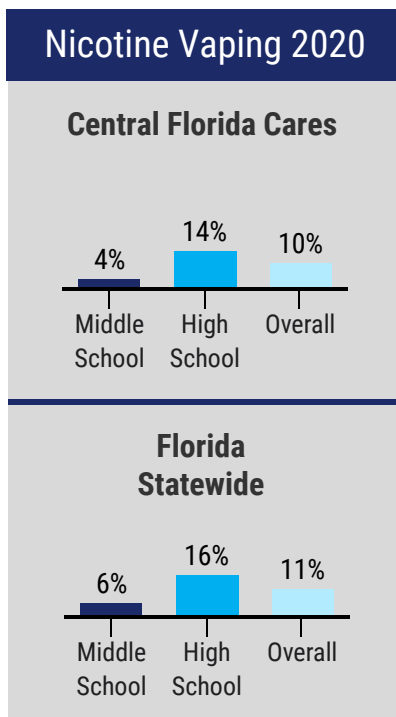 Nicotine Vaping 2020
Central Florida Cares
4%
14%
10%
Middle
School
High
School
Overall
Florida
Statewide
6%
16%
11%
Middle
School
High
School
Overall